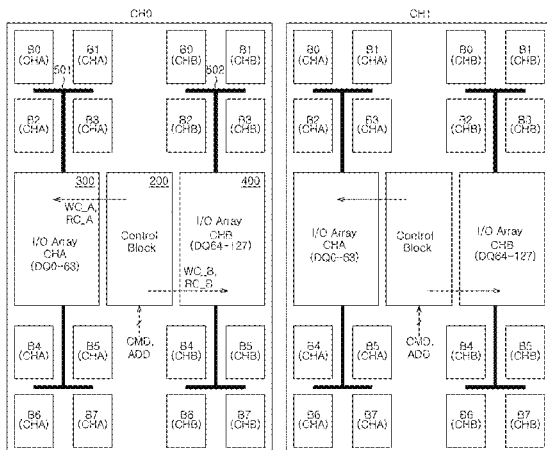 CH0
CH1
B0 (CHA)
B1 (CHA)
B0 (CHB)
B1 (CHB)
B0 (CHA)
B1 (CHA)
B0 (CHB)
B1 (CHB)
501
502
B2 (CHA)
B3 (CHA)
B2 (CHB)
B3 (CHB)
B2 (CHA)
B3 (CHA)
B2 (CHB)
B3 (CHB)
300
200
400
WC_A,
RC_A
I/O Array
CHA
(DQ0~63)
Control
Block
I/O Array
CHB
(DQ64~127)
WC_B,
RC_B
I/O Array
CHA
(DQ0~63)
Control
Block
I/O Array
CHB
(DQ64~127)
CMD,
ADD
CMD,
ADD
B4 (CHA)
B5 (CHA)
B4 (CHB)
B5 (CHB)
B4 (CHA)
B5 (CHA)
B4 (CHB)
B5 (CHB)
B6 (CHA)
B7 (CHA)
B6 (CHB)
B7 (CHB)
B6 (CHA)
B7 (CHA)
B6 (CHB)
B7 (CHB)